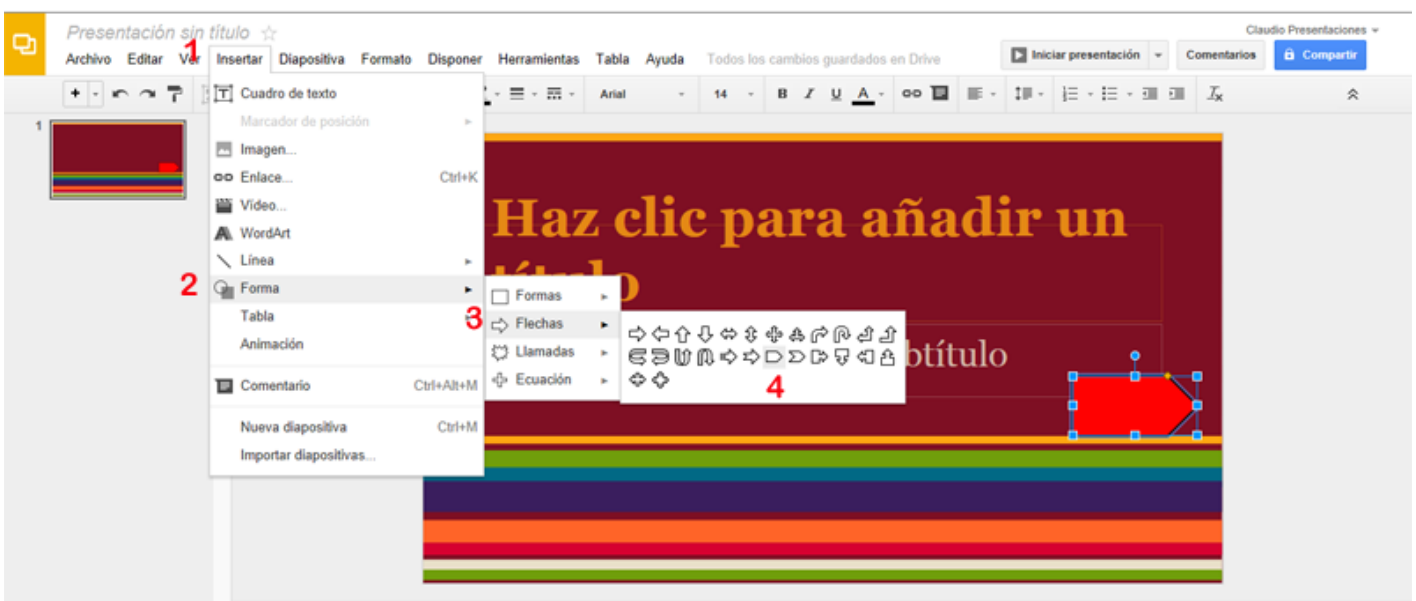 Presentación sin título
Claudio Presentaciones
1
Archivo Editar Ver Insertar Diapositiva Formato Disponer Herramientas Tabla Ayuda Todos los cambios guardados en Drive
Iniciar presentación Comentarios Compartir
Arial 14 B I U A
1
Cuadro de texto
Marcador de posición
Imagen...
Enlace... Ctrl+K
Vídeo...
WordArt
Línea
2 Forma
Tabla
Animación
Comentario Ctrl+Alt+M
Nueva diapositiva Ctrl+M
Importar diapositivas...
3
Formas
Flechas
Llamadas
Ecuación
4
Haz clic para añadir un
título
btítulo